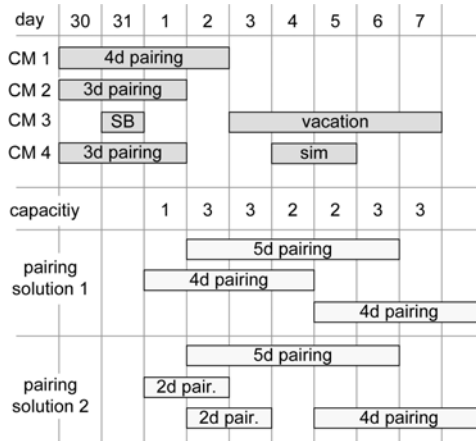 day 30 31 1 2 3 4 5 6 7
CM 1 4d pairing
CM 2 3d pairing
CM 3 SB vacation
CM 4 3d pairing sim
capacitiy 1 3 3 2 2 3 3
5d pairing
pairing
solution 1
4d pairing
4d pairing
5d pairing
pairing
solution 2
2d pair.
2d pair. 4d pairing